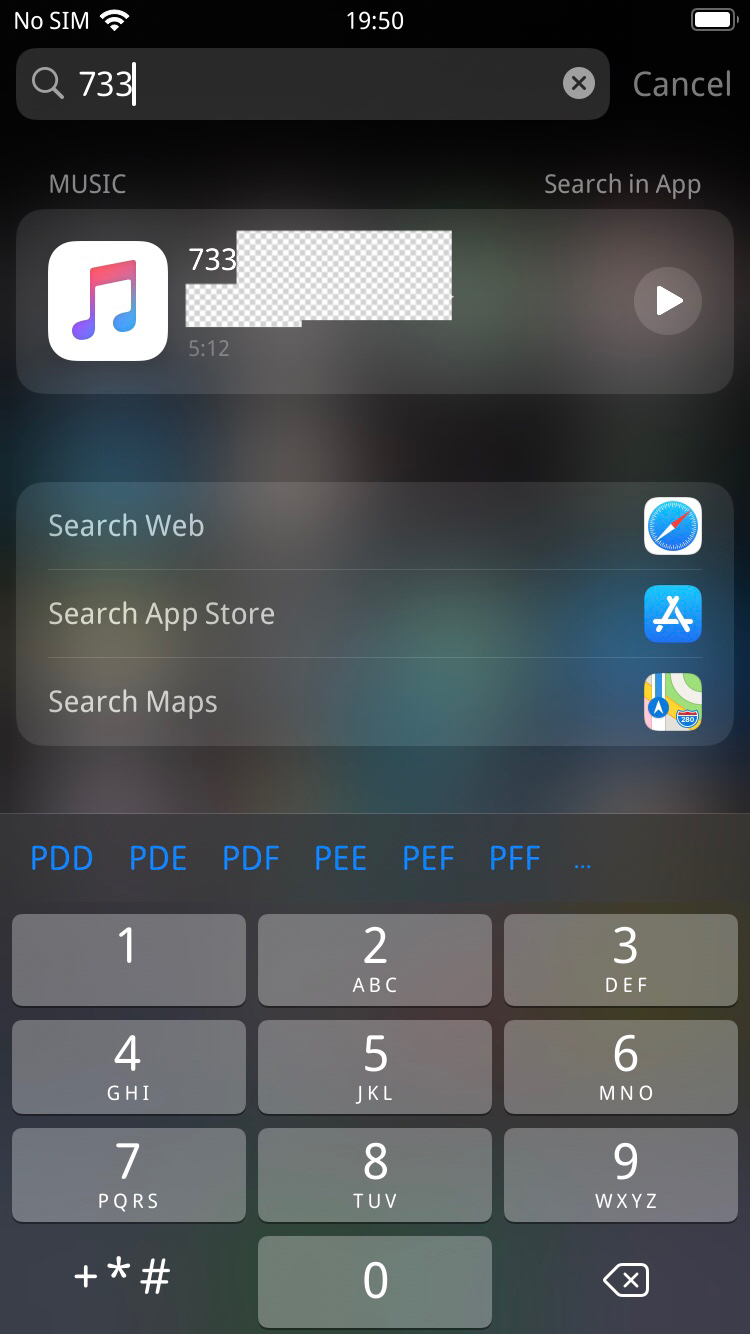 No SIM 19:50
733 Cancel
MUSIC Search in App
733
5:12
Search Web
Search App Store
Search Maps
280
PDD PDE PDF PEE PEF PFF ...
1 2 3
ABC DEF
4 5 6
GHI JKL MNO
7 8 9
PQRS TUV WXYZ
+*# 0